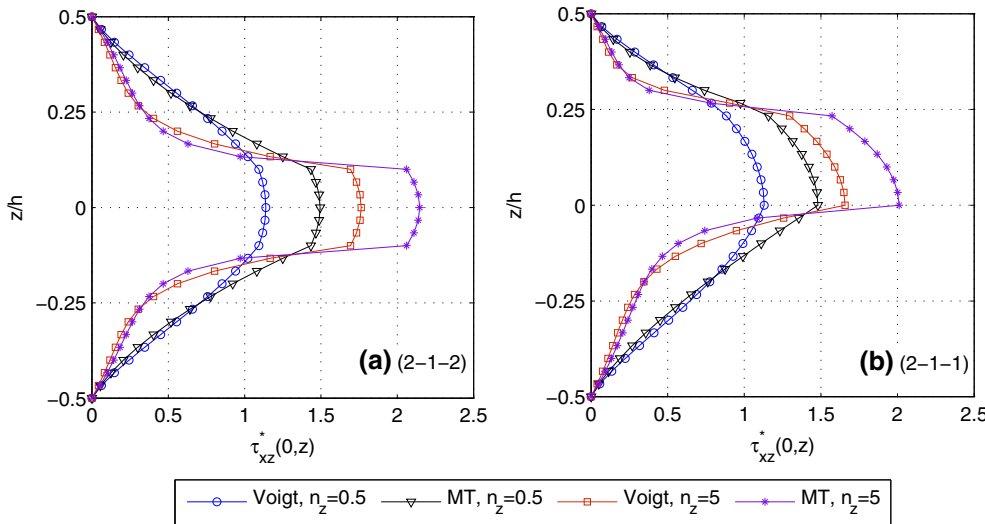 0.5
0.25
0
−0.25
−0.5
z/h
0 0.5 1 1.5 2 2.5
τ*xz(0,z)
(a) (2-1-2)
0.5
0.25
0
−0.25
−0.5
z/h
0 0.5 1 1.5 2 2.5
τ*xz(0,z)
(b) (2-1-1)
Voigt, nz=0.5 MT, nz=0.5 Voigt, nz=5 MT, nz=5